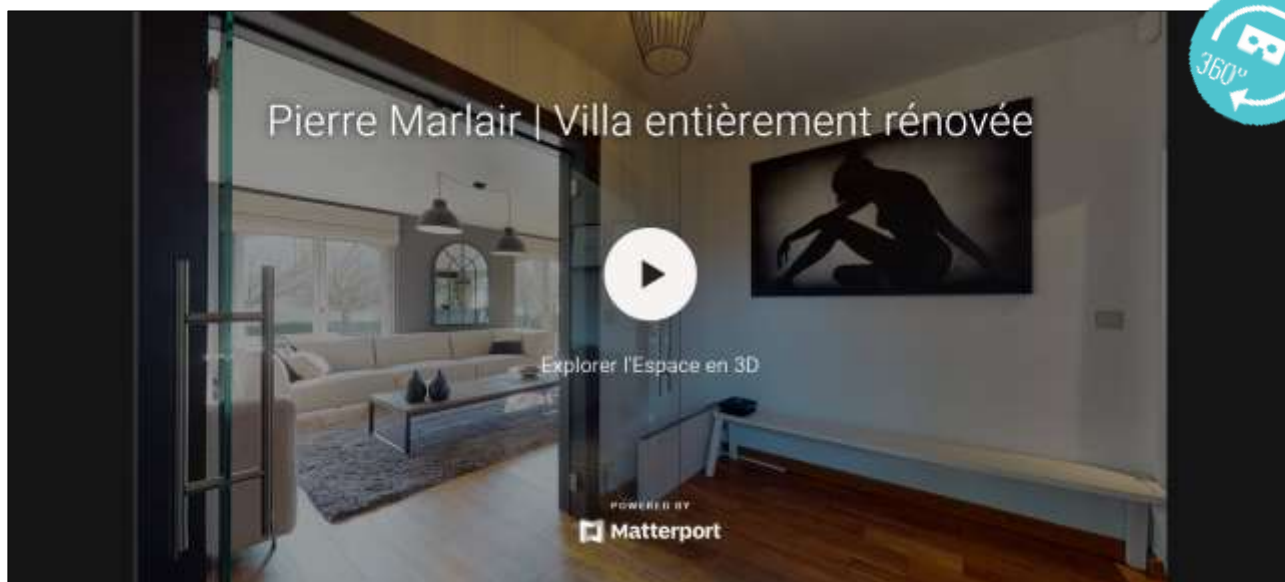 Pierre Marlair | Villa entièrement rénovée
360°
Explorer l'Espace en 3D
POWERED BY
Matterport